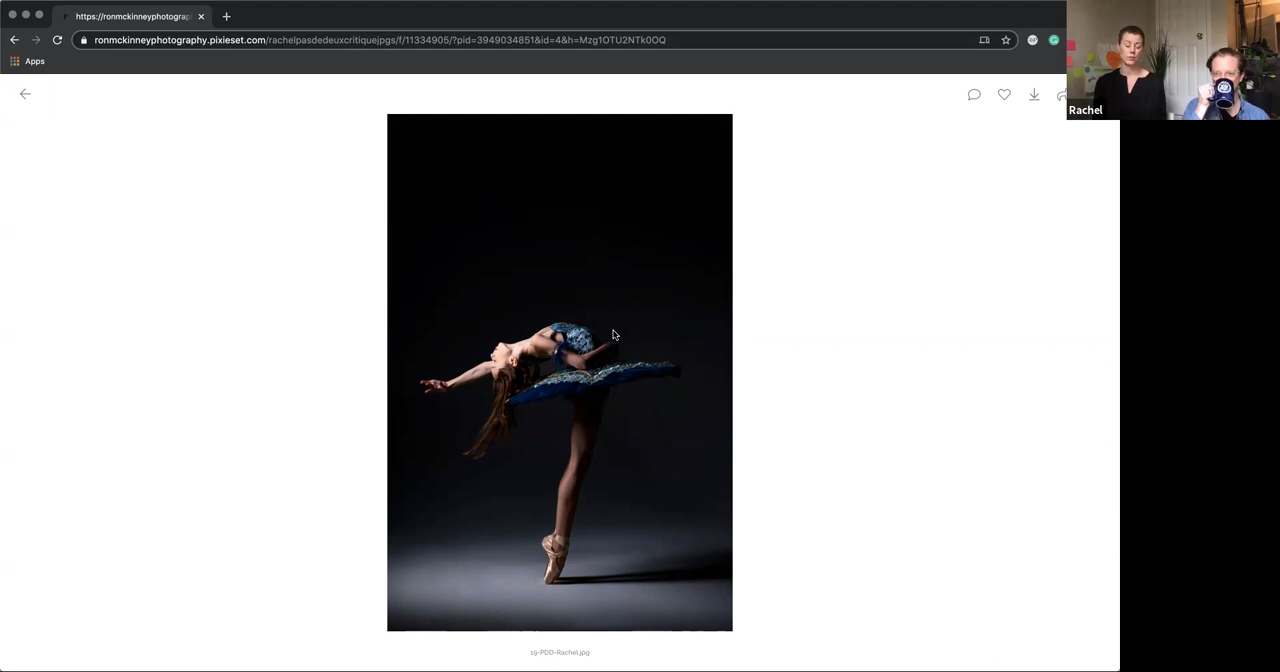 https://ronmckinneyphotograp
ronmckinneyphotography.pixieset.com/rachelpasdedeuxcritiquejpgs/f/11334905/?pid=3949034851&id=4&h=Mzg1OTU2NTk0OQ
Apps
Rachel
19-PDD-Rachel.jpg